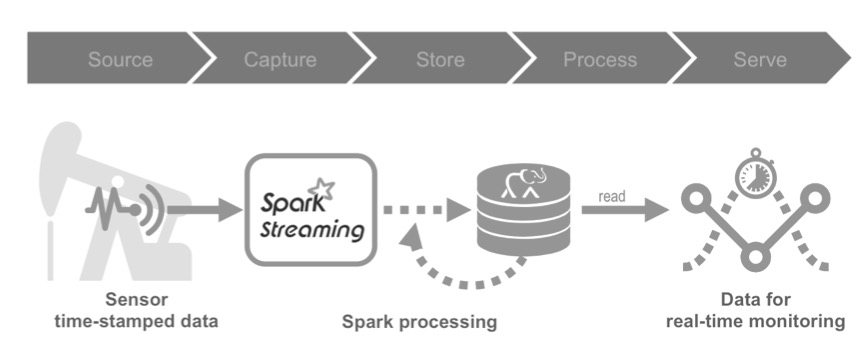 Source
Capture
Store
Process
Serve
Spark
Streaming
read
Sensor
time-stamped data
Spark processing
Data for
real-time monitoring